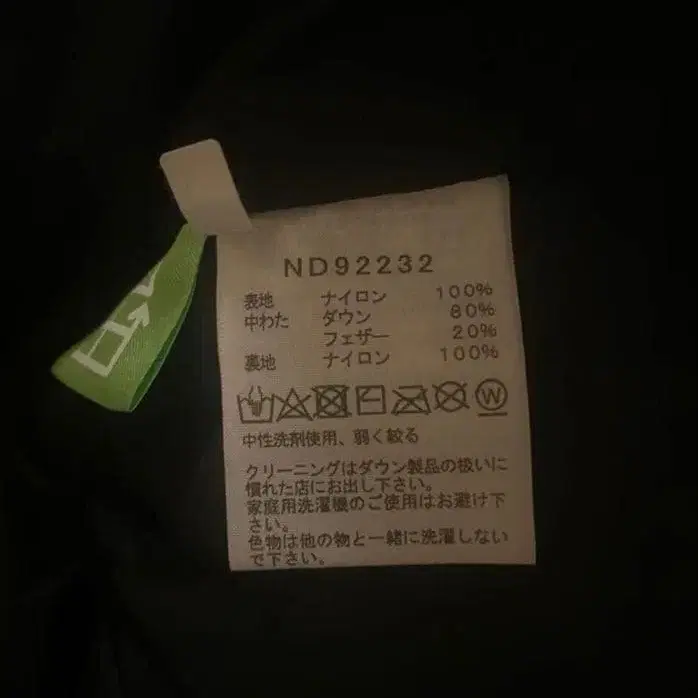 ND92232
表地 ナイロン 100%
中わた ダウン 80%
フェザー 20%
裏地 ナイロン 100%
W
中性洗剤使用、弱く絞る
クリーニングはダウン製品の扱いに
慣れた店にお出し下さい。
家庭用洗濯機のご使用はお避け下
さい。
色物は他の物と一緒に洗濯しない
で下さい。